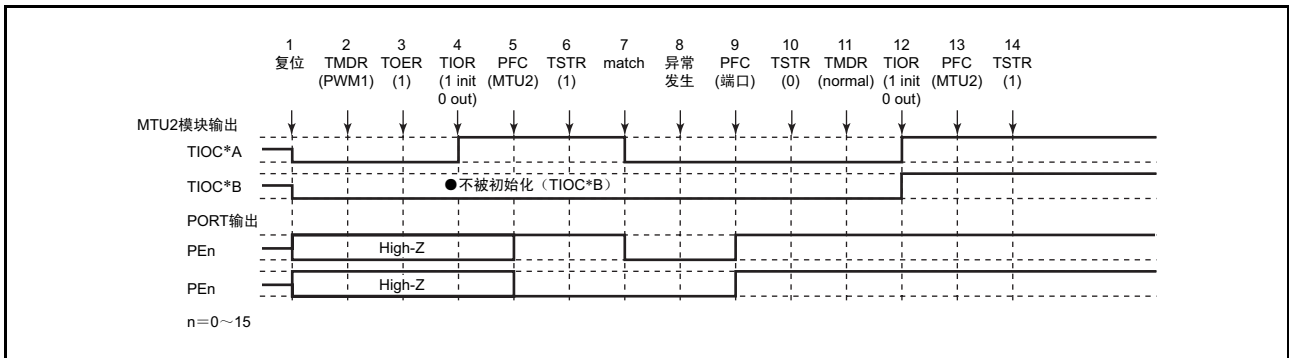 1 2 3 4 5 6 7 8 9 10 11 12 13 14
复位 TMDR TOER TIOR PFC TSTR match 异常 PFC TSTR TMDR TIOR PFC TSTR
(PWM1) (1) (1 init (MTU2) (1) 发生 (端口) (0) (normal) (1 init (MTU2) (1)
0 out) 0 out)
MTU2模块输出
TIOC*A
TIOC*B ●不被初始化（TIOC*B）
PORT输出
PEn High-Z
PEn High-Z
n＝0～15